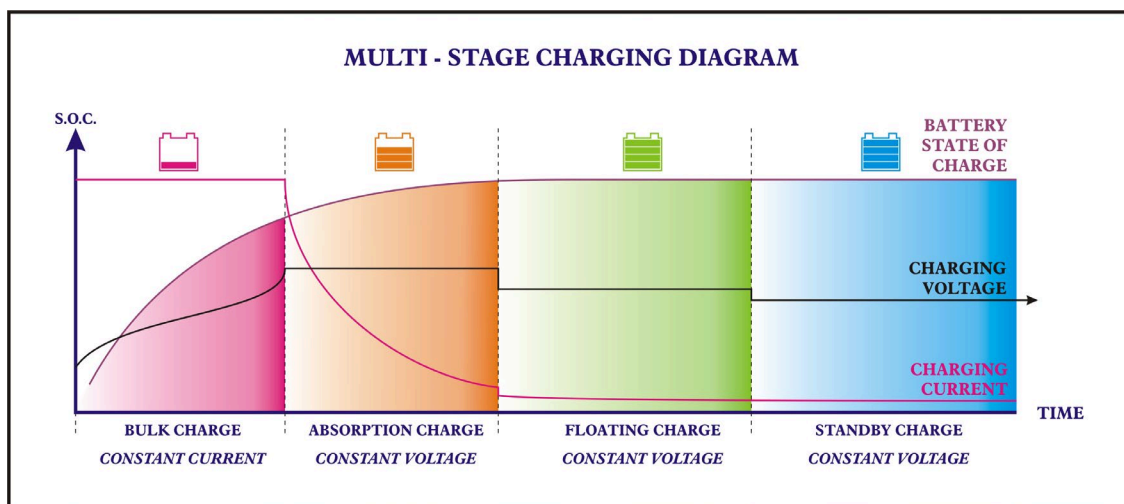 MULTI - STAGE CHARGING DIAGRAM
S.O.C.
BATTERY
STATE OF
CHARGE
CHARGING
VOLTAGE
CHARGING
CURRENT
TIME
BULK CHARGE
CONSTANT CURRENT
ABSORPTION CHARGE
CONSTANT VOLTAGE
FLOATING CHARGE
CONSTANT VOLTAGE
STANDBY CHARGE
CONSTANT VOLTAGE